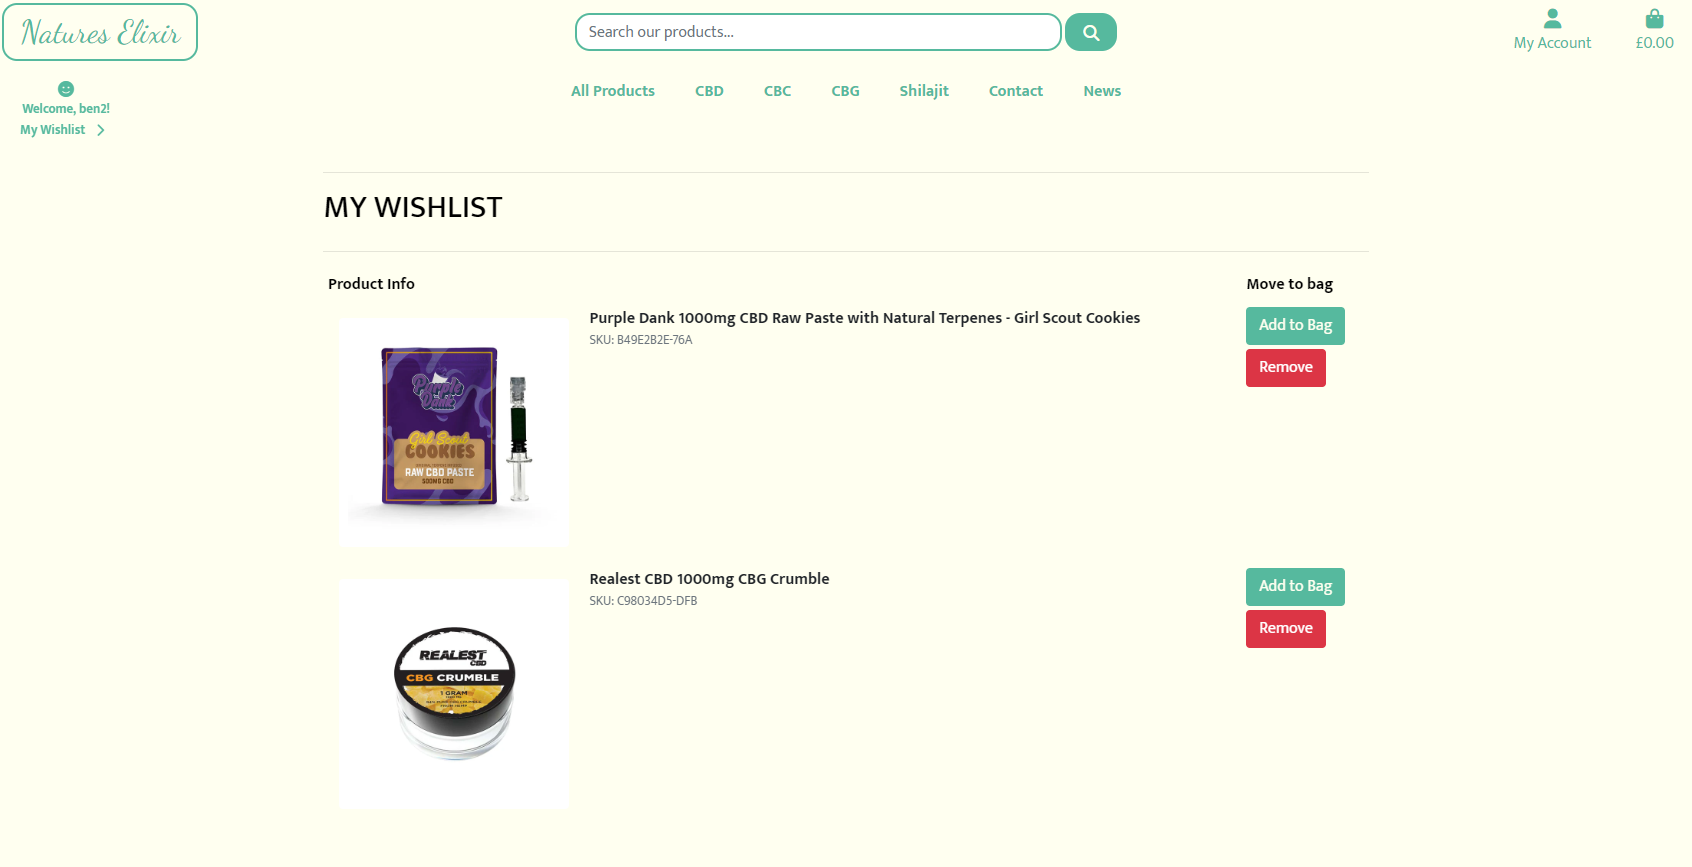 Natures Elixir
Search our products...
My Account
£0.00
Welcome, ben2!
My Wishlist
All Products CBD CBC CBG Shilajit Contact News
MY WISHLIST
Product Info
Move to bag
Purple Dank 1000mg CBD Raw Paste with Natural Terpenes - Girl Scout Cookies
SKU: B49E2B2E-76A
Add to Bag
Remove
Purple
Dank
Girl Scout
COOKIES
RAW CBD PASTE
500MG CBD
Realest CBD 1000mg CBG Crumble
SKU: C98034D5-DFB
Add to Bag
Remove
REALEST
CBD
CBG CRUMBLE
1 GRAM